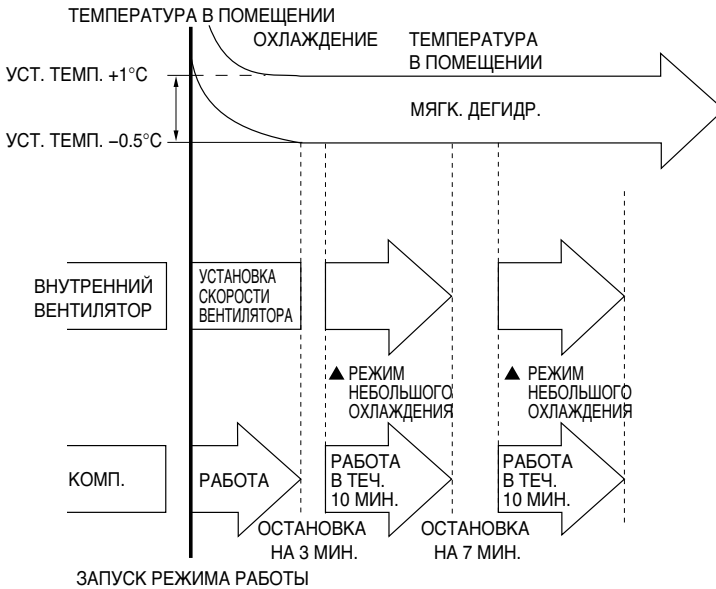 ТЕМПЕРАТУРА В ПОМЕЩЕНИИ
ОХЛАЖДЕНИЕ
ТЕМПЕРАТУРА
В ПОМЕЩЕНИИ
УСТ. ТЕМП. +1°C
МЯГК. ДЕГИДР.
УСТ. ТЕМП. –0.5°C
ВНУТРЕННИЙ
ВЕНТИЛЯТОР
УСТАНОВКА
СКОРОСТИ
ВЕНТИЛЯТОРА
▲ РЕЖИМ
НЕБОЛЬШОГО
ОХЛАЖДЕНИЯ
▲ РЕЖИМ
НЕБОЛЬШОГО
ОХЛАЖДЕНИЯ
КОМП.
РАБОТА
РАБОТА
В ТЕЧ.
10 МИН.
РАБОТА
В ТЕЧ.
10 МИН.
ОСТАНОВКА
НА 3 МИН.
ОСТАНОВКА
НА 7 МИН.
ЗАПУСК РЕЖИМА РАБОТЫ